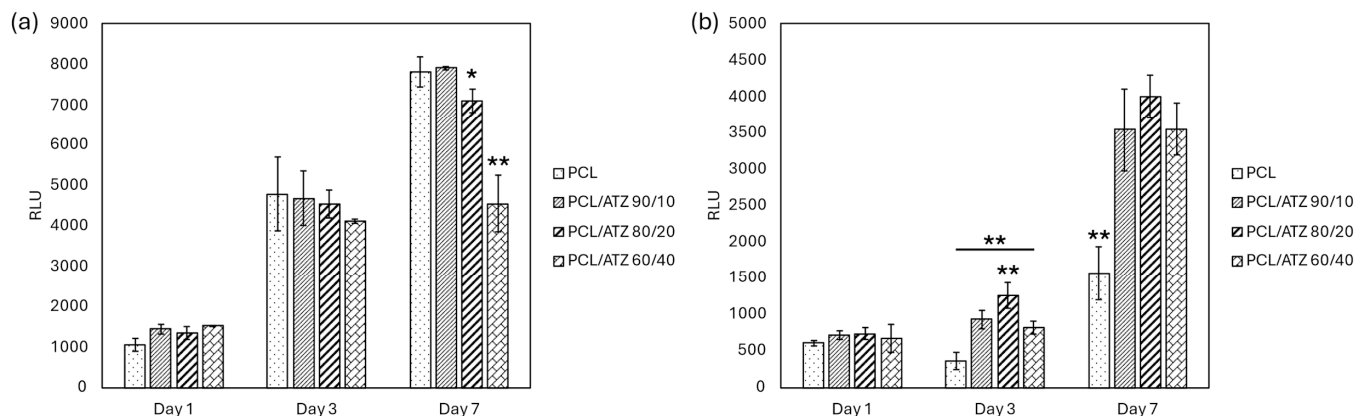 (a)
9000
8000
7000
6000
5000
4000
3000
2000
1000
0
RLU
*
**
Day 1 Day 3 Day 7
PCL
PCL/ATZ 90/10
PCL/ATZ 80/20
PCL/ATZ 60/40
(b)
5000
4500
4000
3500
3000
2500
2000
1500
1000
500
0
RLU
**
**
**
Day 1 Day 3 Day 7
PCL
PCL/ATZ 90/10
PCL/ATZ 80/20
PCL/ATZ 60/40